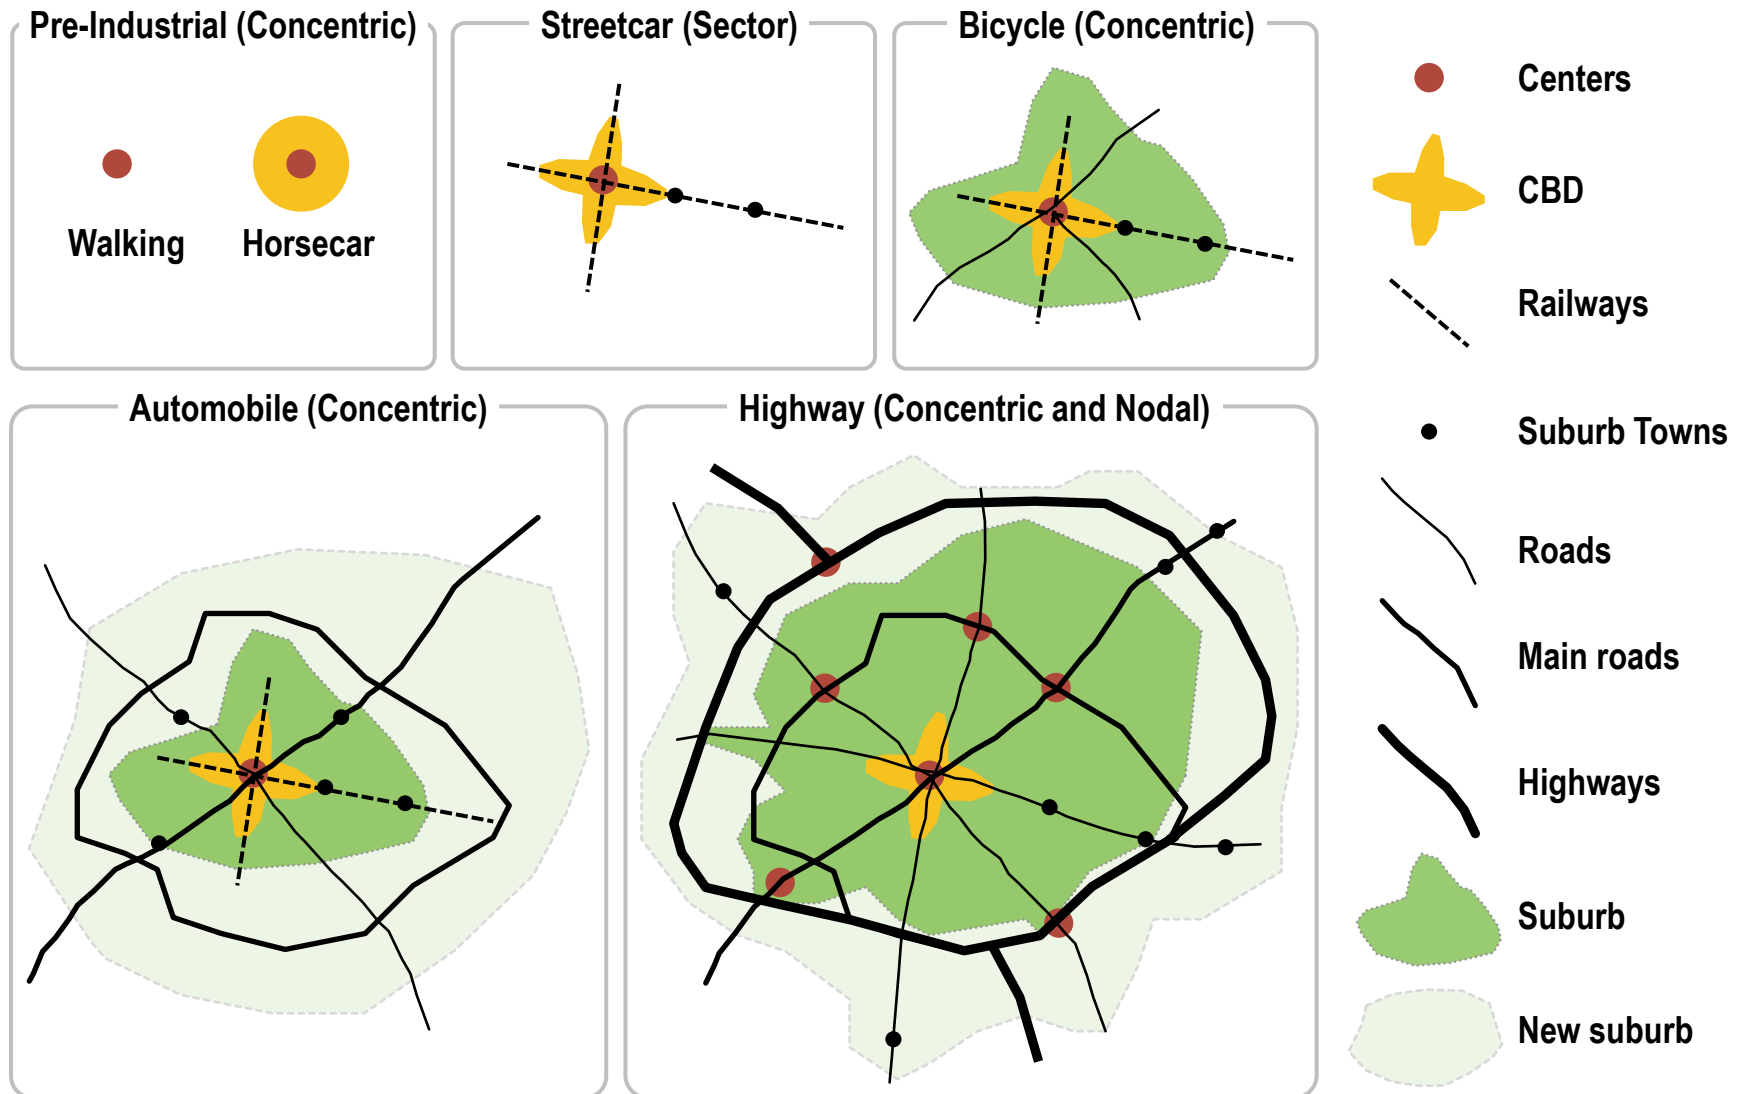 Pre-Industrial (Concentric)
Walking
Horsecar
Streetcar (Sector)
Bicycle (Concentric)
Automobile (Concentric)
Highway (Concentric and Nodal)
Centers
CBD
Railways
Suburb Towns
Roads
Main roads
Highways
Suburb
New suburb